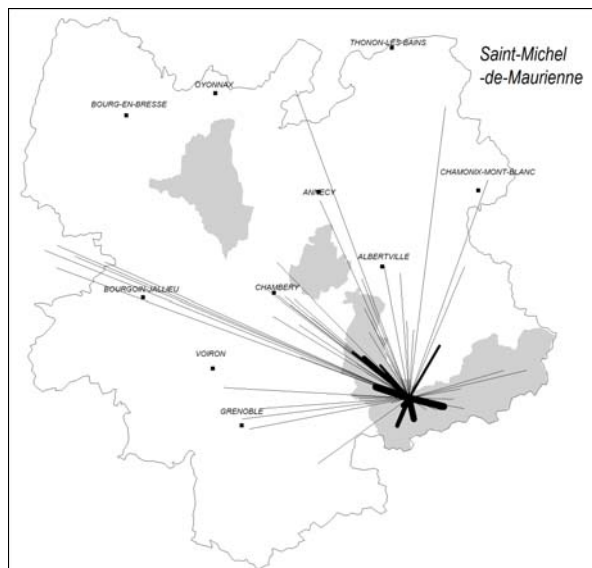 THONON-LES-BAINS
Saint-Michel
-de-Maurienne
OYONNAX
BOURG-EN-BRESSE
CHAMONIX-MONT-BLANC
ANNECY
ALBERTVILLE
BOURGOIN-JALLIEU
CHAMBERY
VOIRON
GRENOBLE